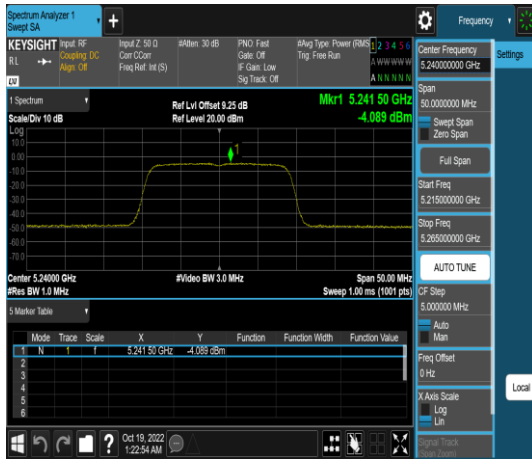 Spectrum Analyzer 1
Swept SA
Frequency
Settings
KEYSIGHT
RL
LXI
Input: RF
Coupling: DC
Align: Off
Input Z: 50 Ω
Corr CCorr
Freq Ref: Int (S)
#Atten: 30 dB
PNO: Fast
Gate: Off
IF Gain: Low
Sig Track: Off
#Avg Type: Power (RMS
Trig: Free Run
1 2 3 4 5 6
A WWWWW
A N N N N N
1 Spectrum
Scale/Div 10 dB
Ref Lvl Offset 9.25 dB
Ref Level 20.00 dBm
Mkr1 5.241 50 GHz
-4.089 dBm
Log
10.0
0.00
-10.0
-20.0
-30.0
-40.0
-50.0
-60.0
-70.0
1
Center 5.24000 GHz
#Res BW 1.0 MHz
#Video BW 3.0 MHz
Span 50.00 MHz
Sweep 1.00 ms (1001 pts)
5 Marker Table
Mode Trace Scale X Y Function Function Width Function Value
1 N 1 f 5.241 50 GHz -4.089 dBm
2
3
4
5
6
Oct 19, 2022
1:22:54 AM
Center Frequency
5.240000000 GHz
Span
50.0000000 MHz
Swept Span
Zero Span
Full Span
Start Freq
5.215000000 GHz
Stop Freq
5.265000000 GHz
AUTO TUNE
CF Step
5.000000 MHz
Auto
Man
Freq Offset
0 Hz
X Axis Scale
Log
Lin
Signal Track
(Span Zoom)
Local